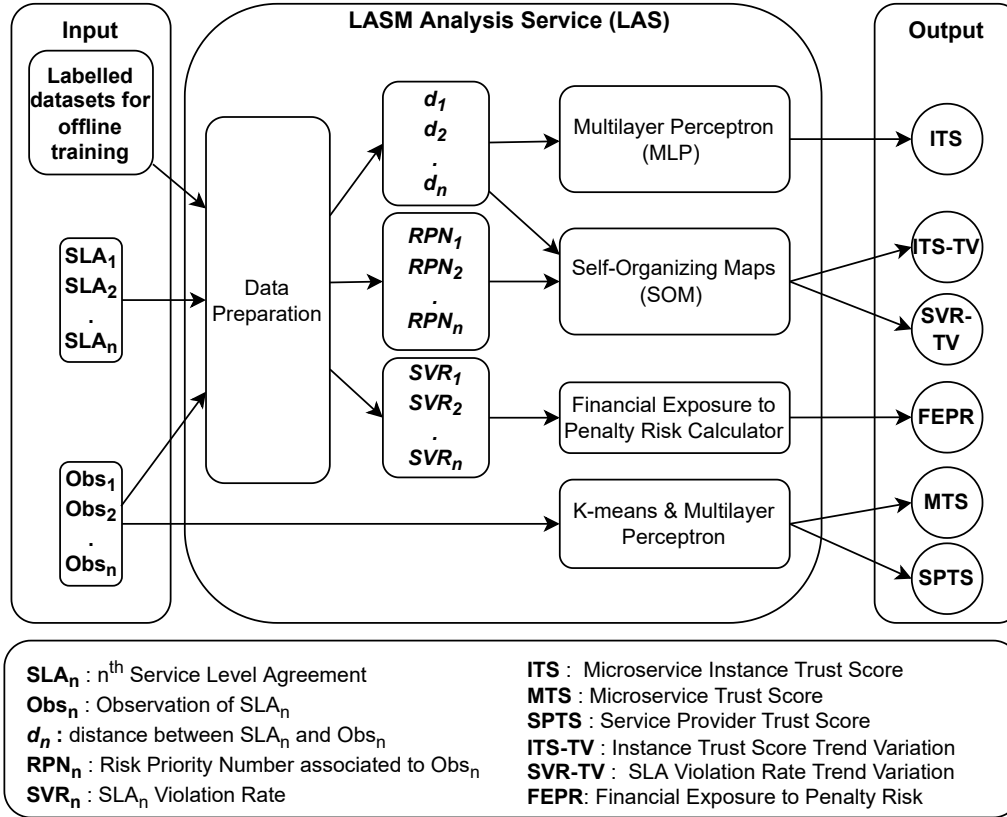 Input
LASM Analysis Service (LAS)
Output
Labelled
datasets for
offline
training
SLA₁
SLA₂
.
SLAₙ
Obs₁
Obs₂
.
Obsₙ
Data
Preparation
d₁
d₂
.
dₙ
RPN₁
RPN₂
.
RPNₙ
SVR₁
SVR₂
.
SVRₙ
Multilayer Perceptron
(MLP)
Self-Organizing Maps
(SOM)
Financial Exposure to
Penalty Risk Calculator
K-means & Multilayer
Perceptron
ITS
ITS-TV
SVR-
TV
FEPR
MTS
SPTS
SLAₙ : nᵗʰ Service Level Agreement
Obsₙ : Observation of SLAₙ
dₙ : distance between SLAₙ and Obsₙ
RPNₙ : Risk Priority Number associated to Obsₙ
SVRₙ : SLAₙ Violation Rate
ITS : Microservice Instance Trust Score
MTS : Microservice Trust Score
SPTS : Service Provider Trust Score
ITS-TV : Instance Trust Score Trend Variation
SVR-TV : SLA Violation Rate Trend Variation
FEPR: Financial Exposure to Penalty Risk